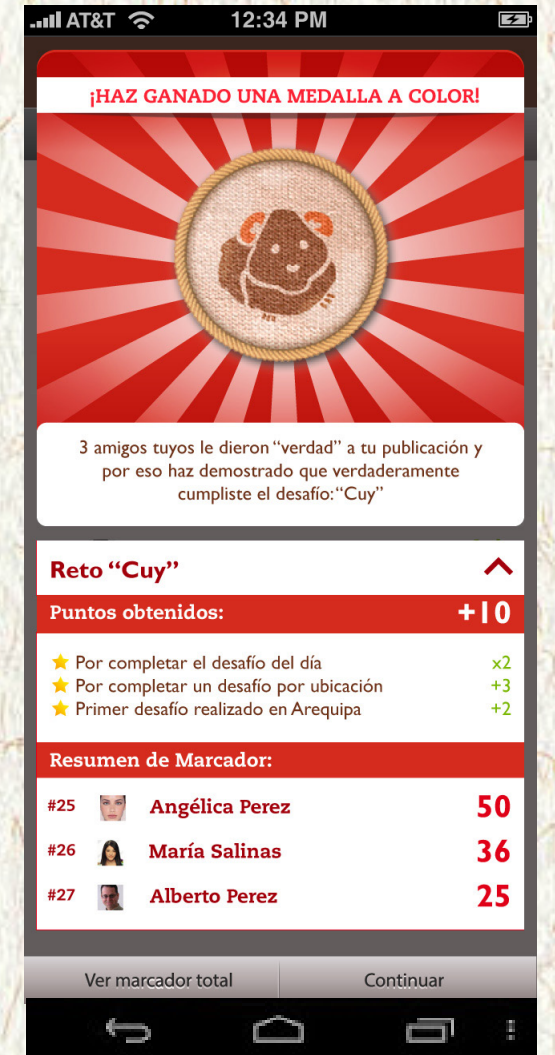 AT&T 12:34 PM
¡HAZ GANADO UNA MEDALLA A COLOR!
3 amigos tuyos le dieron “verdad” a tu publicación y
por eso haz demostrado que verdaderamente
cumpliste el desafío:“Cuy”
Reto “Cuy”
Puntos obtenidos: +10
Por completar el desafío del día x2
Por completar un desafío por ubicación +3
Primer desafío realizado en Arequipa +2
Resumen de Marcador:
#25 Angélica Perez 50
#26 María Salinas 36
#27 Alberto Perez 25
Ver marcador total Continuar